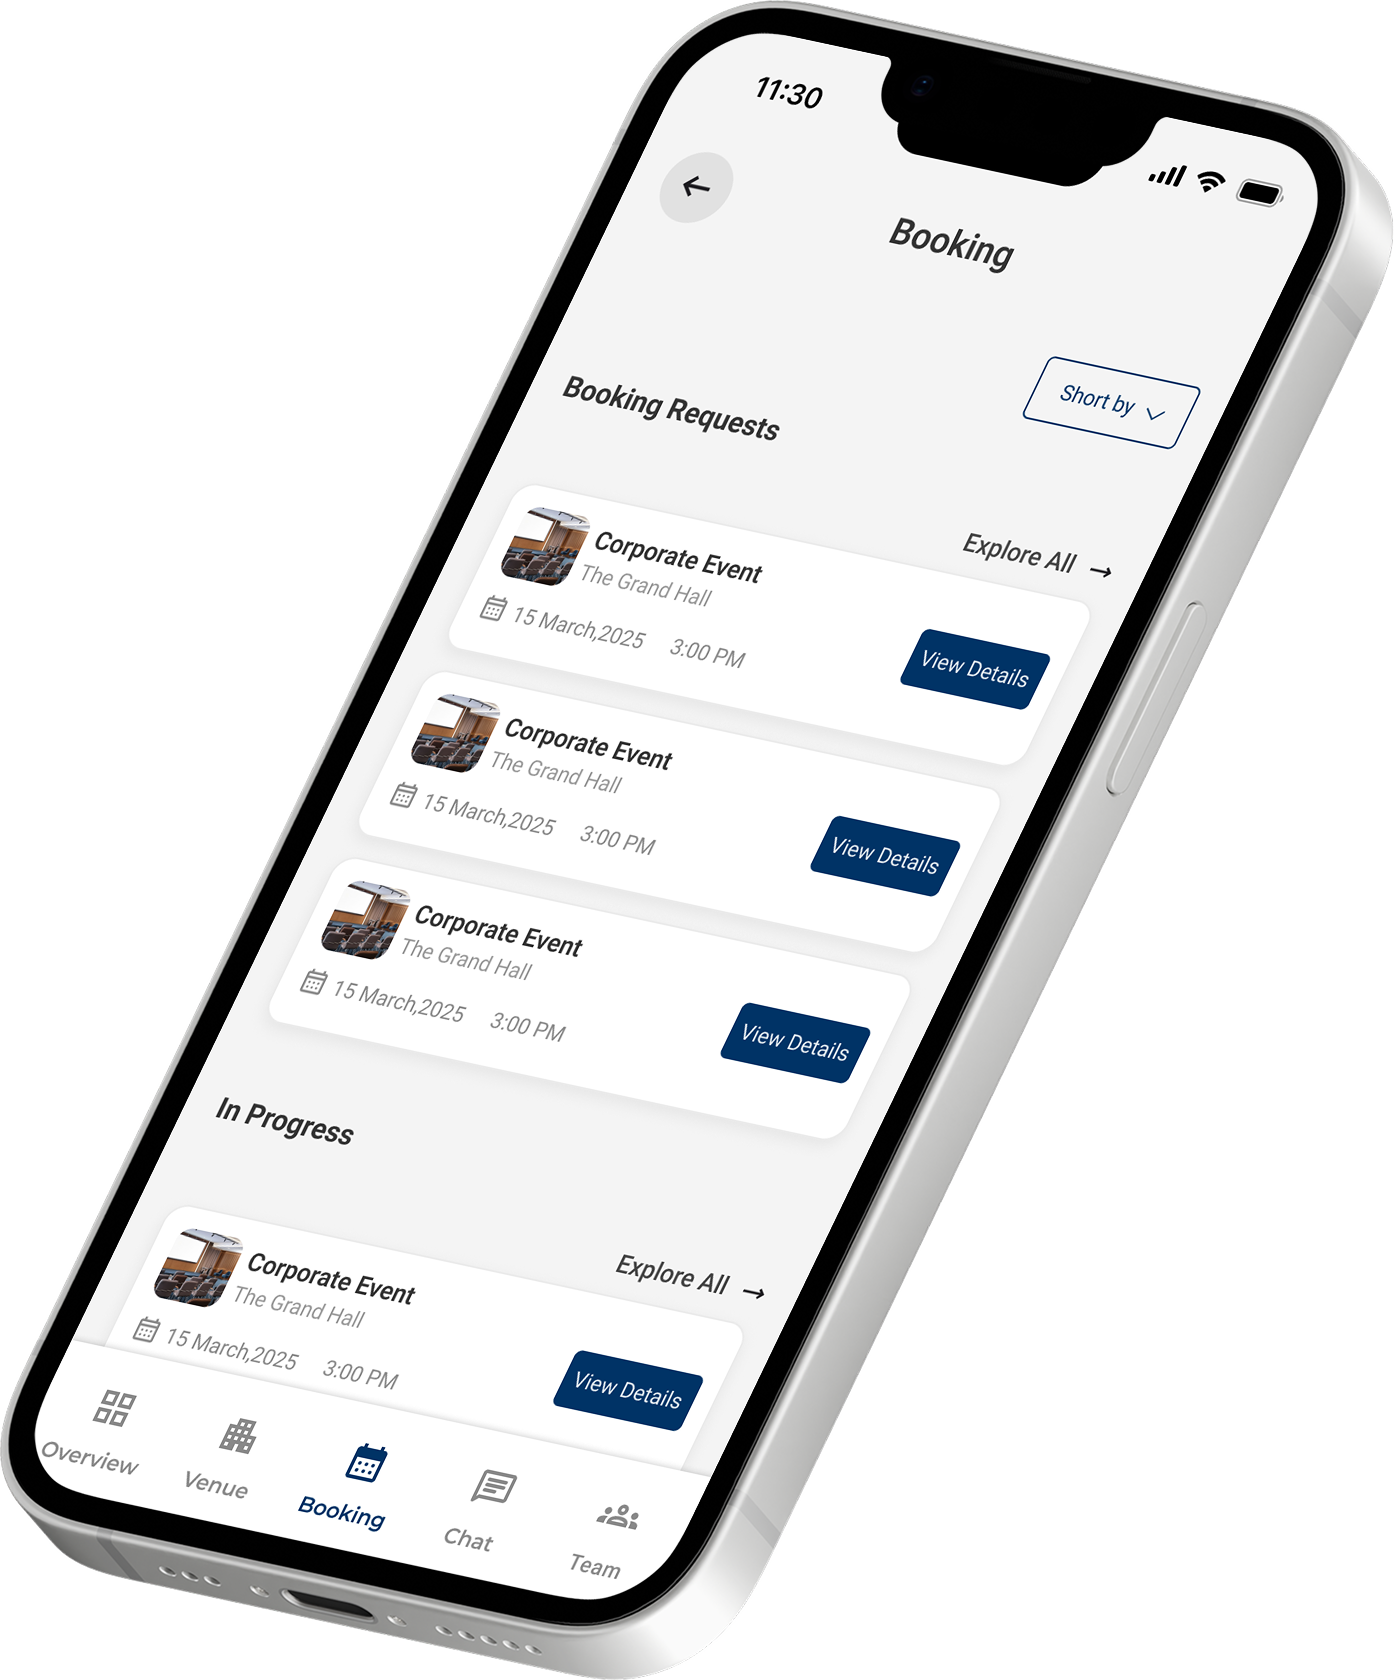 11:30
Booking
Short by
Booking Requests
Explore All →
Corporate Event
The Grand Hall
15 March,2025 3:00 PM
View Details
Corporate Event
The Grand Hall
15 March,2025 3:00 PM
View Details
Corporate Event
The Grand Hall
15 March,2025 3:00 PM
View Details
In Progress
Explore All →
Corporate Event
The Grand Hall
15 March,2025 3:00 PM
View Details
Overview
Venue
Booking
Chat
Team